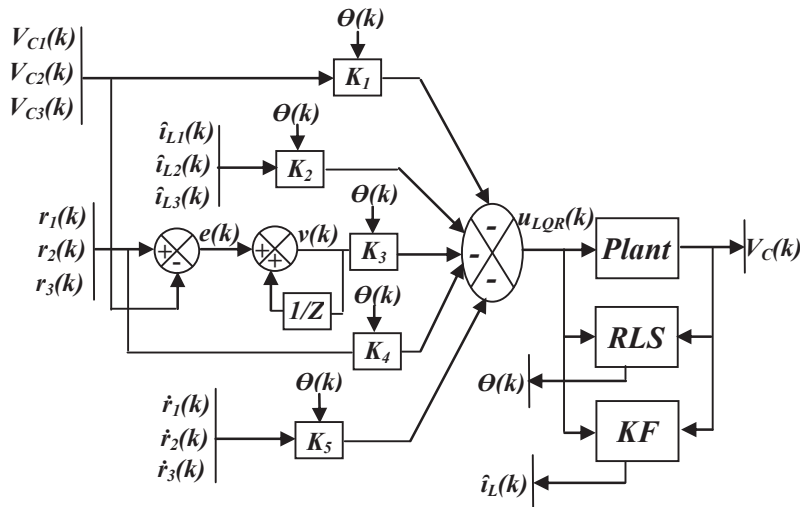 V_C1(k)
V_C2(k)
V_C3(k)
Θ(k)
K_1
î_L1(k)
î_L2(k)
î_L3(k)
Θ(k)
K_2
r_1(k)
r_2(k)
r_3(k)
+
-
e(k)
+
+
v(k)
1/Z
Θ(k)
K_3
Θ(k)
K_4
ṙ_1(k)
ṙ_2(k)
ṙ_3(k)
Θ(k)
K_5
-
-
-
u_LQR(k)
Plant
V_C(k)
RLS
Θ(k)
KF
î_L(k)